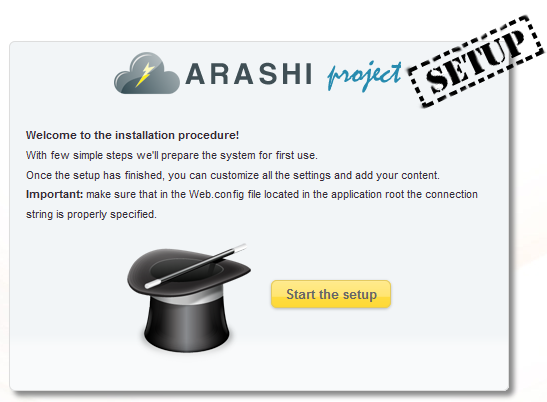 ARASHI project
SETUP
Welcome to the installation procedure!
With few simple steps we'll prepare the system for first use.
Once the setup has finished, you can customize all the settings and add your content.
Important: make sure that in the Web.config file located in the application root the connection
string is properly specified.
Start the setup